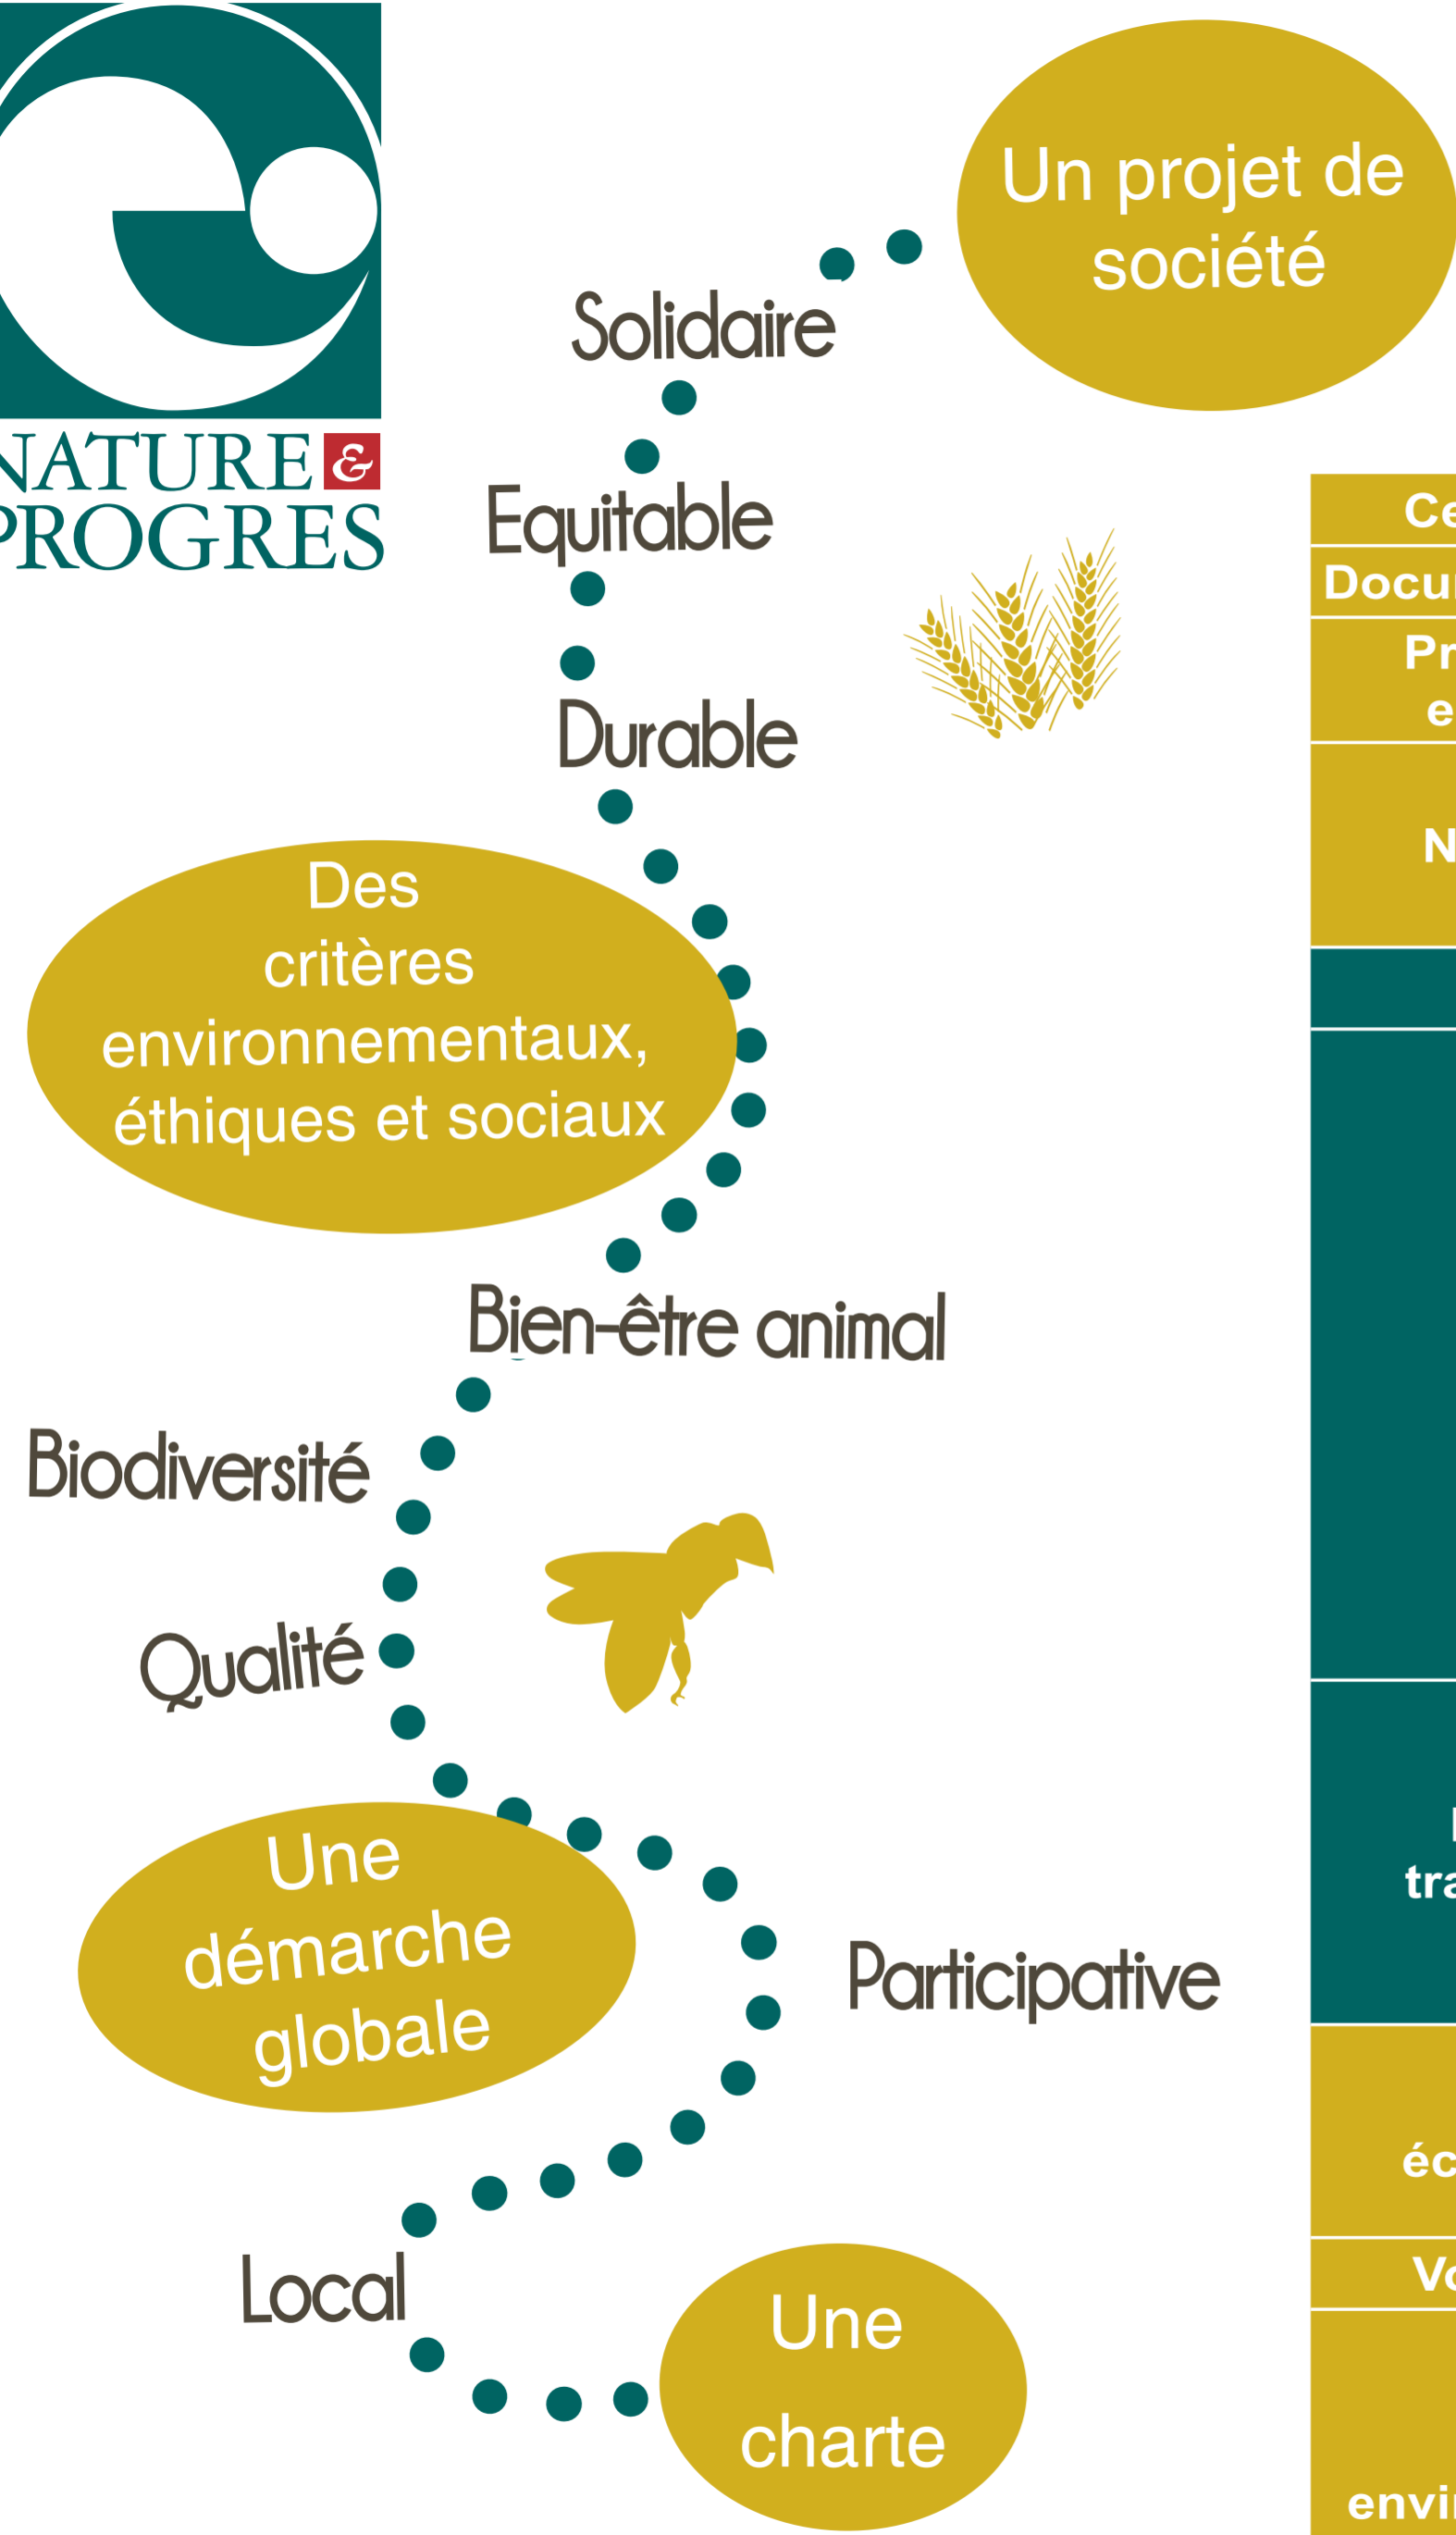 Un projet de
société
Solidaire
NATURE &
PROGRES
Equitable
Durable
Des
critères
environnementaux,
éthiques et sociaux
Bien-être animal
Biodiversité
Qualité
Une
démarche
globale
Participative
Local
Une
charte